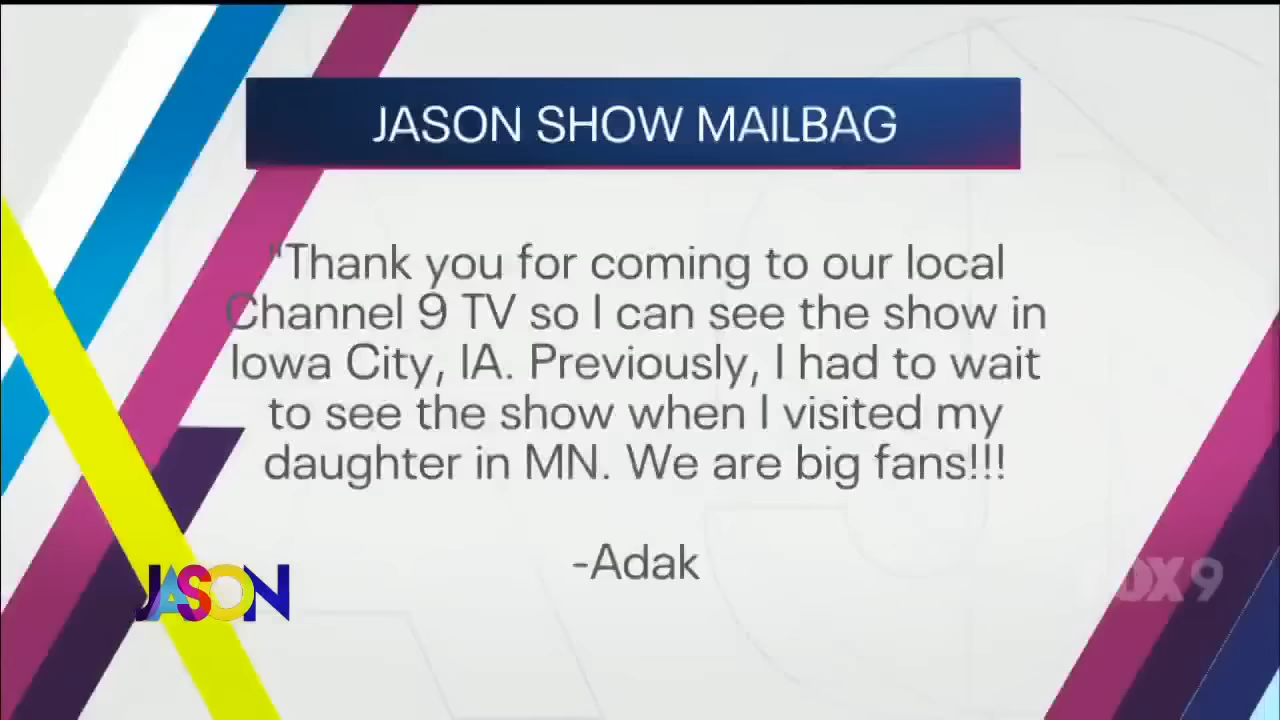 JASON SHOW MAILBAG
"Thank you for coming to our local
Channel 9 TV so I can see the show in
Iowa City, IA. Previously, I had to wait
to see the show when I visited my
daughter in MN. We are big fans!!!
-Adak
JASON
FOX 9